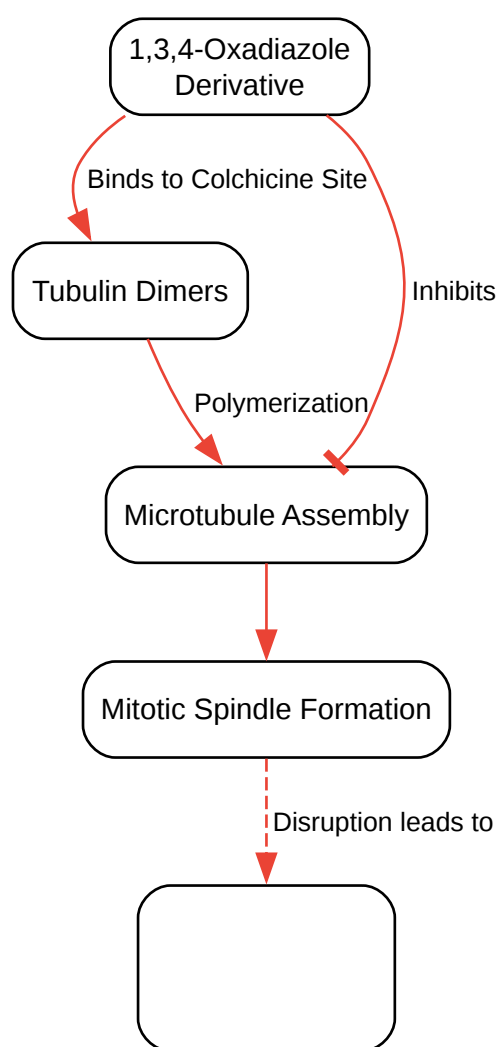 1,3,4-Oxadiazole
Derivative
Binds to Colchicine Site
Tubulin Dimers
Inhibits
Polymerization
Microtubule Assembly
Mitotic Spindle Formation
Disruption leads to